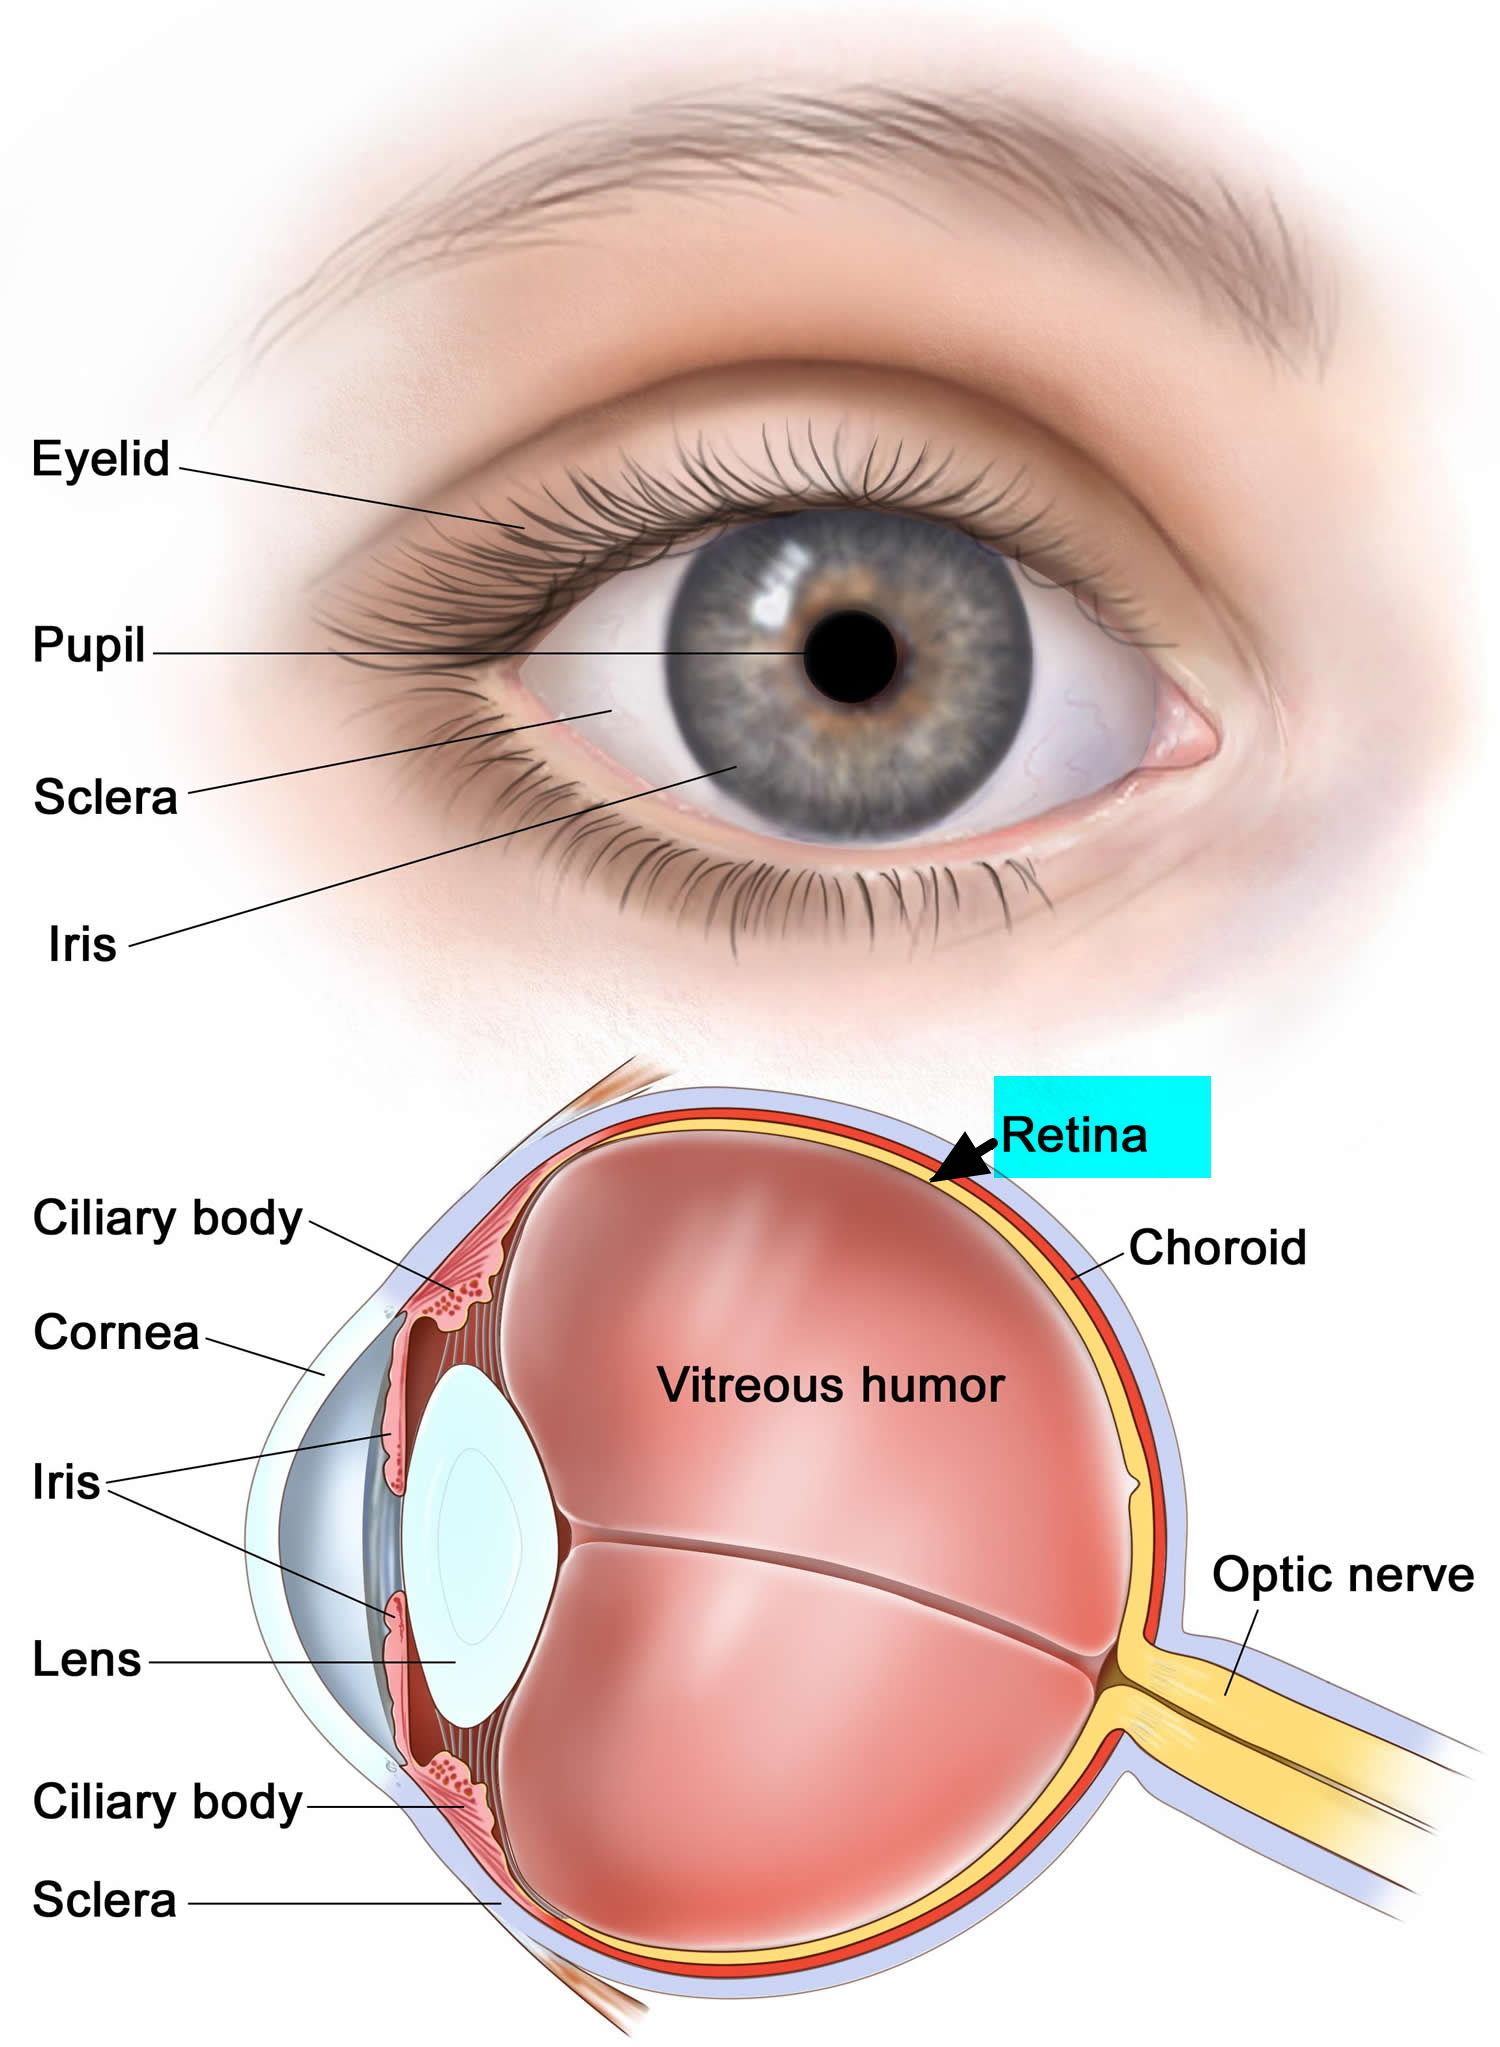 Eyelid
Pupil
Sclera
Iris
Retina
Ciliary body
Choroid
Cornea
Vitreous humor
Iris
Optic nerve
Lens
Ciliary body
Sclera